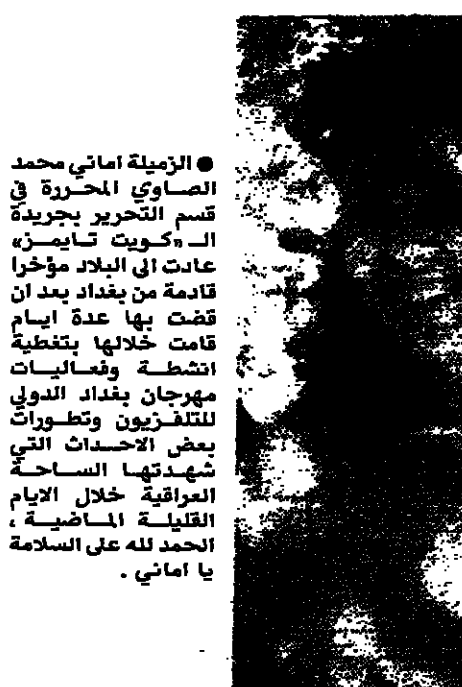 ● الزميلة اماني محمد
الصاوي المحررة في
قسم التحرير بجريدة
الـ «كويت تايمز»
عادت الى البلاد مؤخرا
قادمة من بغداد بعد ان
قضت بها عدة ايام
قامت خلالها بتغطية
انشطة وفعاليات
مهرجان بغداد الدولي
للتلفزيون وتطورات
بعض الاحداث التي
شهدتها الساحة
العراقية خلال الايام
القليلة الماضية ،
الحمد لله على السلامة
يا اماني .